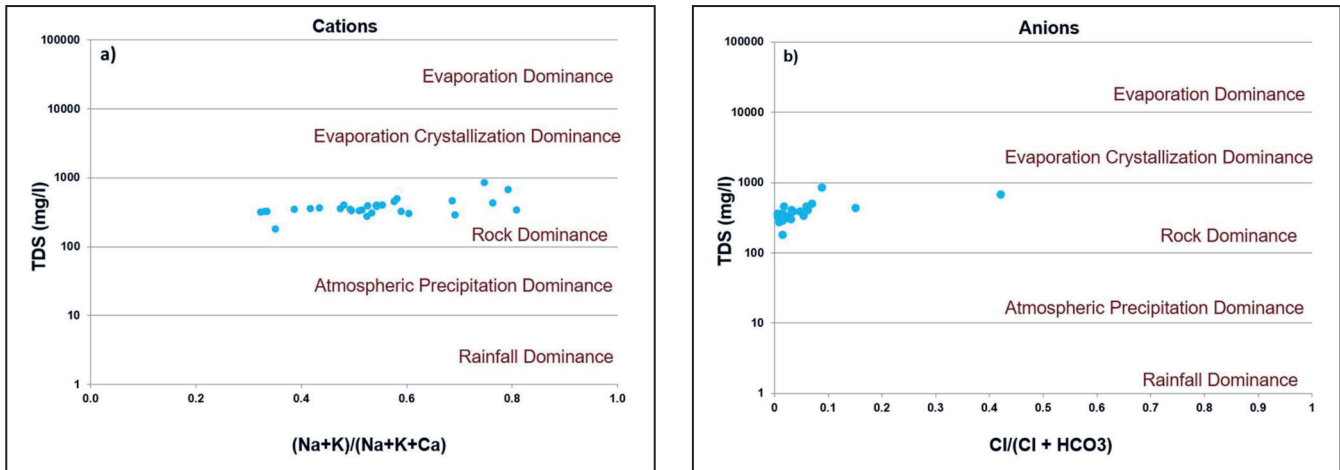 Cations
a)
100000
10000
1000
100
10
1
TDS (mg/l)
Evaporation Dominance
Evaporation Crystallization Dominance
Rock Dominance
Atmospheric Precipitation Dominance
Rainfall Dominance
0.0 0.2 0.4 0.6 0.8 1.0
(Na+K)/(Na+K+Ca)
Anions
b)
100000
10000
1000
100
10
1
TDS (mg/l)
Evaporation Dominance
Evaporation Crystallization Dominance
Rock Dominance
Atmospheric Precipitation Dominance
Rainfall Dominance
0 0.1 0.2 0.3 0.4 0.5 0.6 0.7 0.8 0.9 1
Cl/(Cl + HCO3)